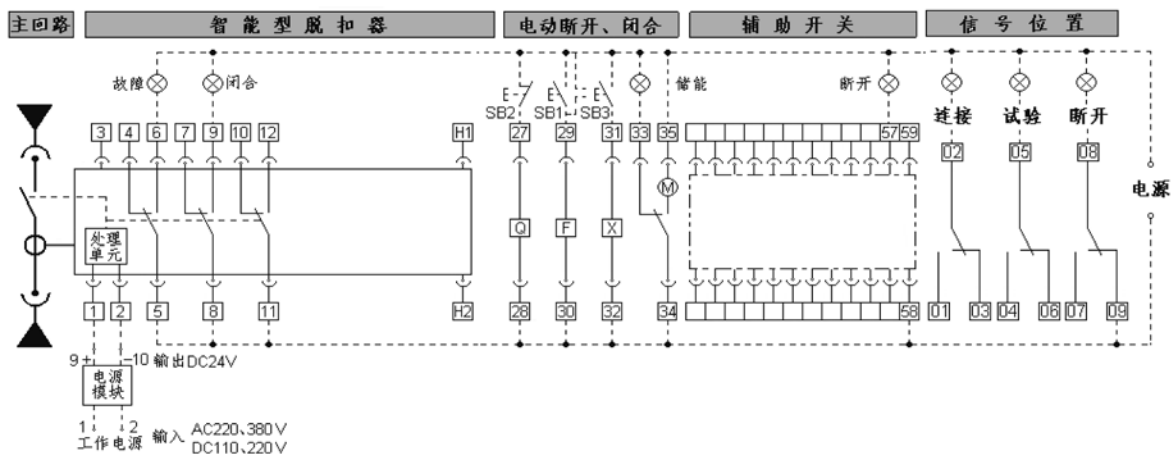 主回路 智能型脱扣器 电动断开、闭合 辅助开关 信号位置
故障 闭合 储能 断开
SB2 SB1 SB3
连接 试验 断开
3 4 6 7 9 10 12 H1 27 29 31 33 35 57 59
02 05 08
M
电源
Q F X
处理
单元
1 2 5 8 11 H2 28 30 32 34 58 01 03 04 06 07 09
9 + −10 输出DC24V
电源
模块
1 2
工作电源 输入 AC220、380V
DC110、220V